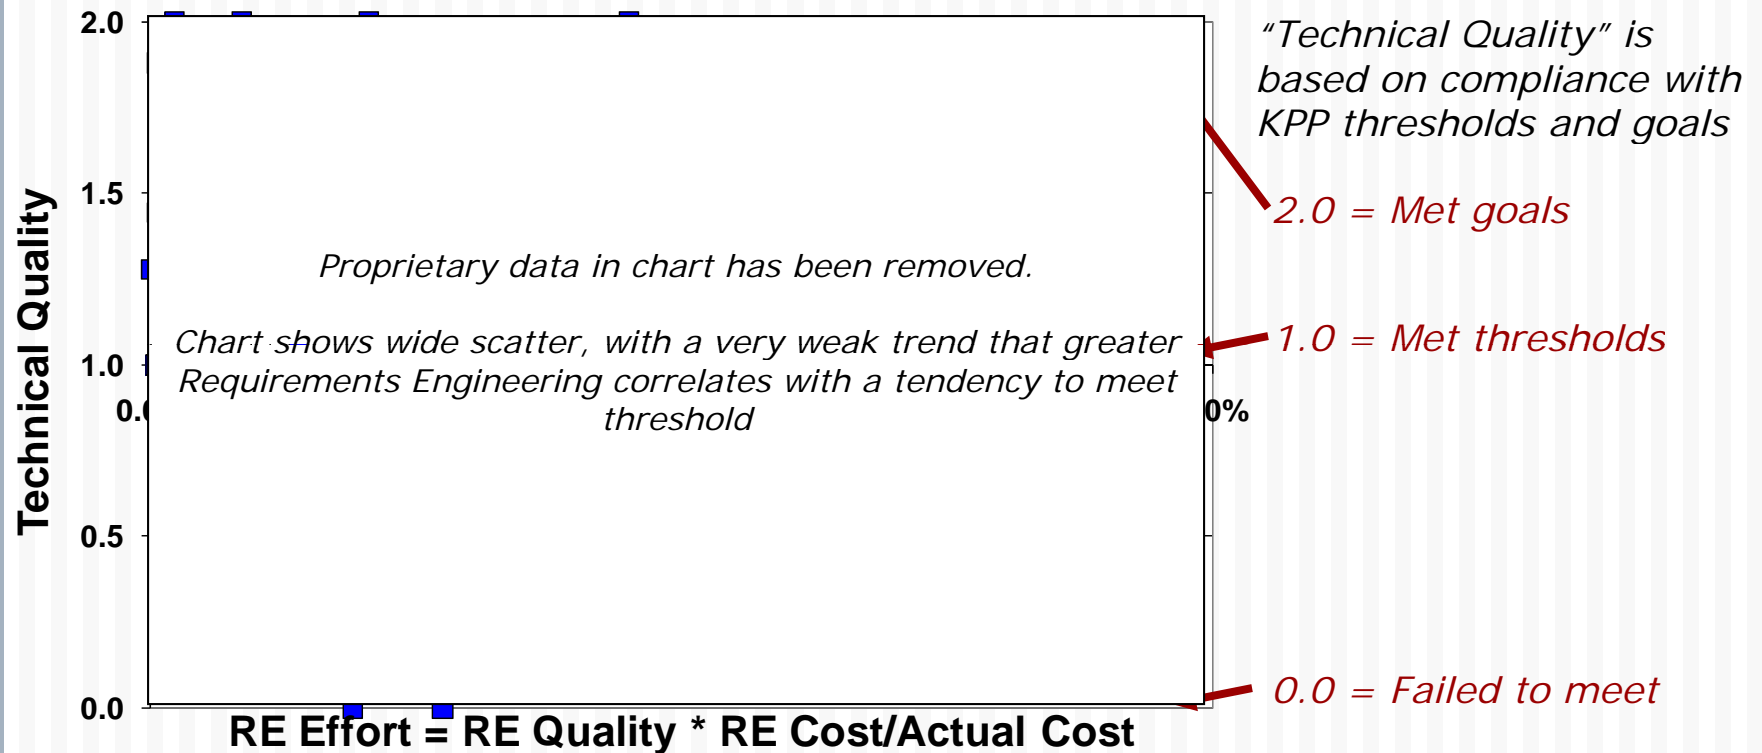 2.0
1.5
1.0
0.5
0.0
Technical Quality
Proprietary data in chart has been removed.
Chart shows wide scatter, with a very weak trend that greater
Requirements Engineering correlates with a tendency to meet
threshold
0%
RE Effort = RE Quality * RE Cost/Actual Cost
“Technical Quality” is
based on compliance with
KPP thresholds and goals
2.0 = Met goals
1.0 = Met thresholds
0.0 = Failed to meet